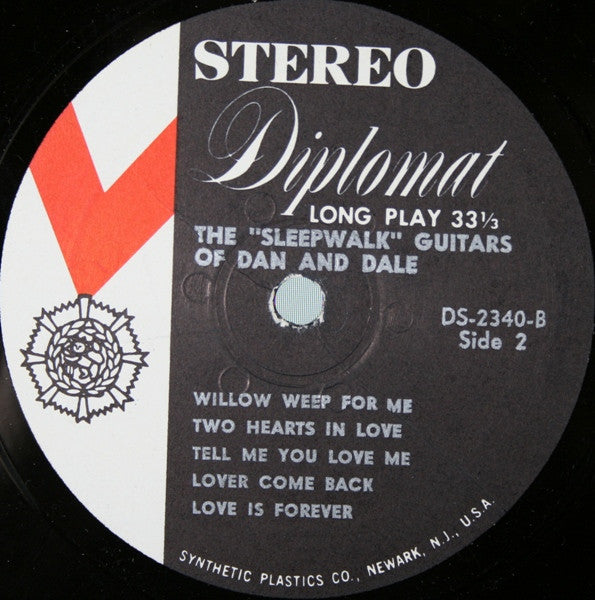 STEREO
Diplomat
LONG PLAY 33⅓
THE "SLEEPWALK" GUITARS
OF DAN AND DALE
DS-2340-B
Side 2
WILLOW WEEP FOR ME
TWO HEARTS IN LOVE
TELL ME YOU LOVE ME
LOVER COME BACK
LOVE IS FOREVER
SYNTHETIC PLASTICS CO., NEWARK, N.J., U.S.A.